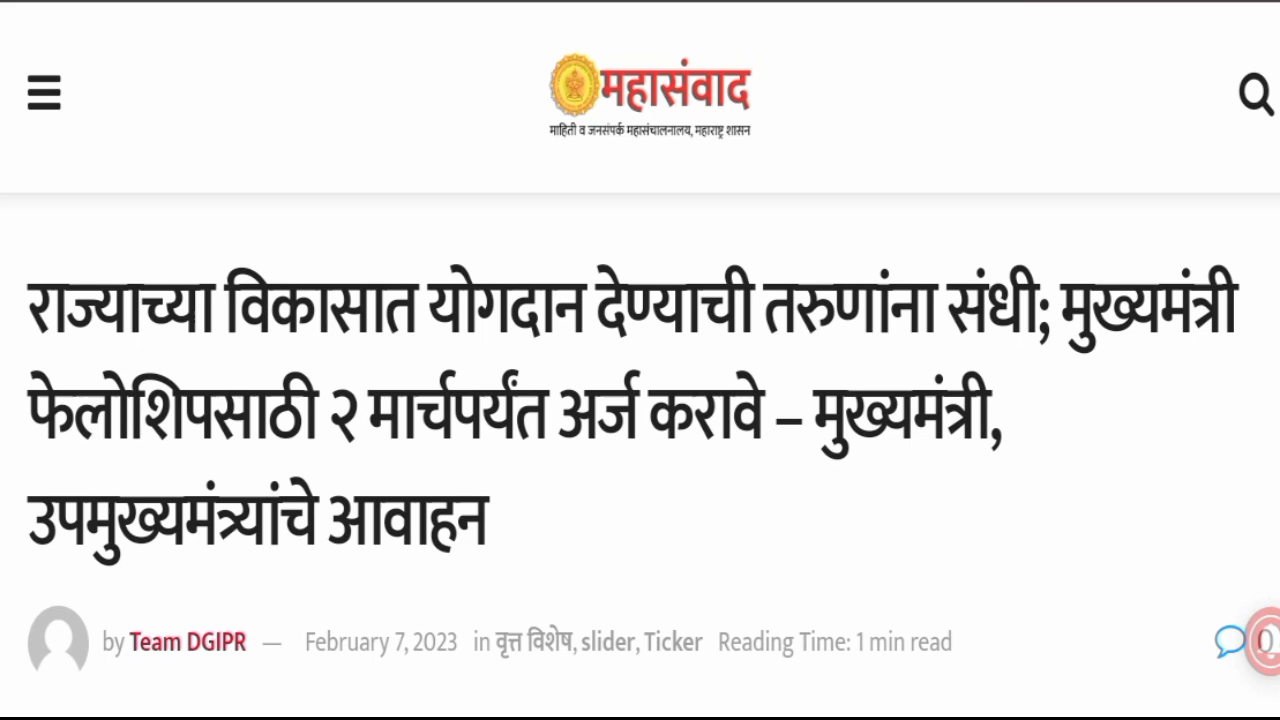 महासंवाद
माहिती व जनसंपर्क महासंचालनालय, महाराष्ट्र शासन
राज्याच्या विकासात योगदान देण्याची तरुणांना संधी; मुख्यमंत्री
फेलोशिपसाठी २ मार्चपर्यंत अर्ज करावे – मुख्यमंत्री,
उपमुख्यमंत्र्यांचे आवाहन
by Team DGIPR — February 7, 2023 in वृत्त विशेष, slider, Ticker Reading Time: 1 min read 0